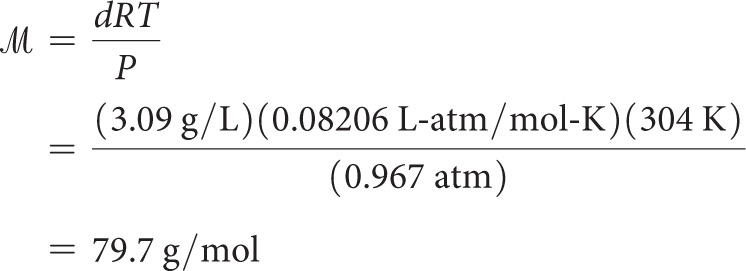 ℳ = dRT / P
= (3.09 g/L)(0.08206 L-atm/mol-K)(304 K) / (0.967 atm)
= 79.7 g/mol